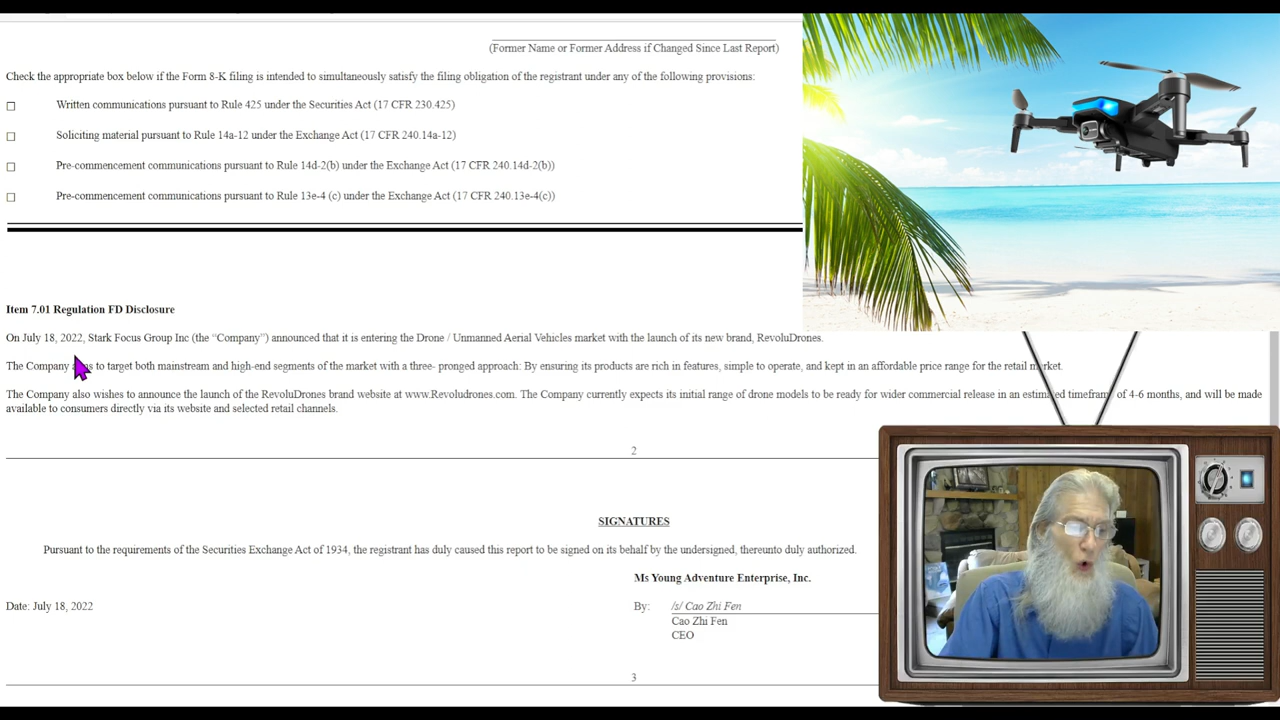 (Former Name or Former Address if Changed Since Last Report)
Check the appropriate box below if the Form 8-K filing is intended to simultaneously satisfy the filing obligation of the registrant under any of the following provisions:
☐ Written communications pursuant to Rule 425 under the Securities Act (17 CFR 230.425)
☐ Soliciting material pursuant to Rule 14a-12 under the Exchange Act (17 CFR 240.14a-12)
☐ Pre-commencement communications pursuant to Rule 14d-2(b) under the Exchange Act (17 CFR 240.14d-2(b))
☐ Pre-commencement communications pursuant to Rule 13e-4 (c) under the Exchange Act (17 CFR 240.13e-4(c))
Item 7.01 Regulation FD Disclosure
On July 18, 2022, Stark Focus Group Inc (the “Company”) announced that it is entering the Drone / Unmanned Aerial Vehicles market with the launch of its new brand, RevoluDrones.
The Company to target both mainstream and high-end segments of the market with a three- pronged approach: By ensuring its products are rich in features, simple to operate, and kept in an affordable price range for the retail market.
The Company also wishes to announce the launch of the RevoluDrones brand website at www.Revoludrones.com. The Company currently expects its initial range of drone models to be ready for wider commercial release in an estimated timeframe of 4-6 months, and will be made
available to consumers directly via its website and selected retail channels.
2
SIGNATURES
Pursuant to the requirements of the Securities Exchange Act of 1934, the registrant has duly caused this report to be signed on its behalf by the undersigned, thereunto duly authorized.
Ms Young Adventure Enterprise, Inc.
Date: July 18, 2022 By: /s/ Cao Zhi Fen
Cao Zhi Fen
CEO
3